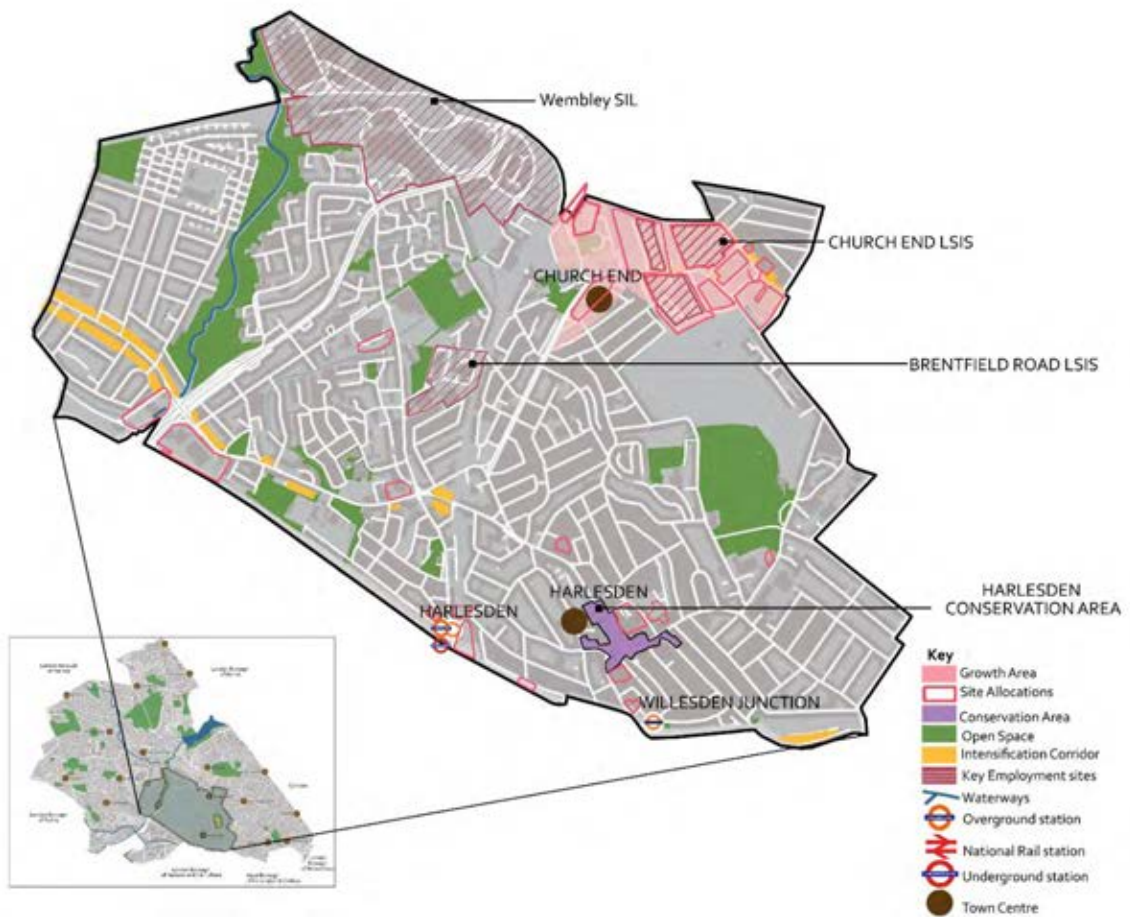 Wembley SIL
CHURCH END LSIS
CHURCH END
BRENTFIELD ROAD LSIS
HARLESDEN
HARLESDEN
HARLESDEN
CONSERVATION AREA
WILLESDEN JUNCTION
Key
Growth Area
Site Allocations
Conservation Area
Open Space
Intensification Corridor
Key Employment sites
Waterways
Overground station
National Rail station
Underground station
Town Centre